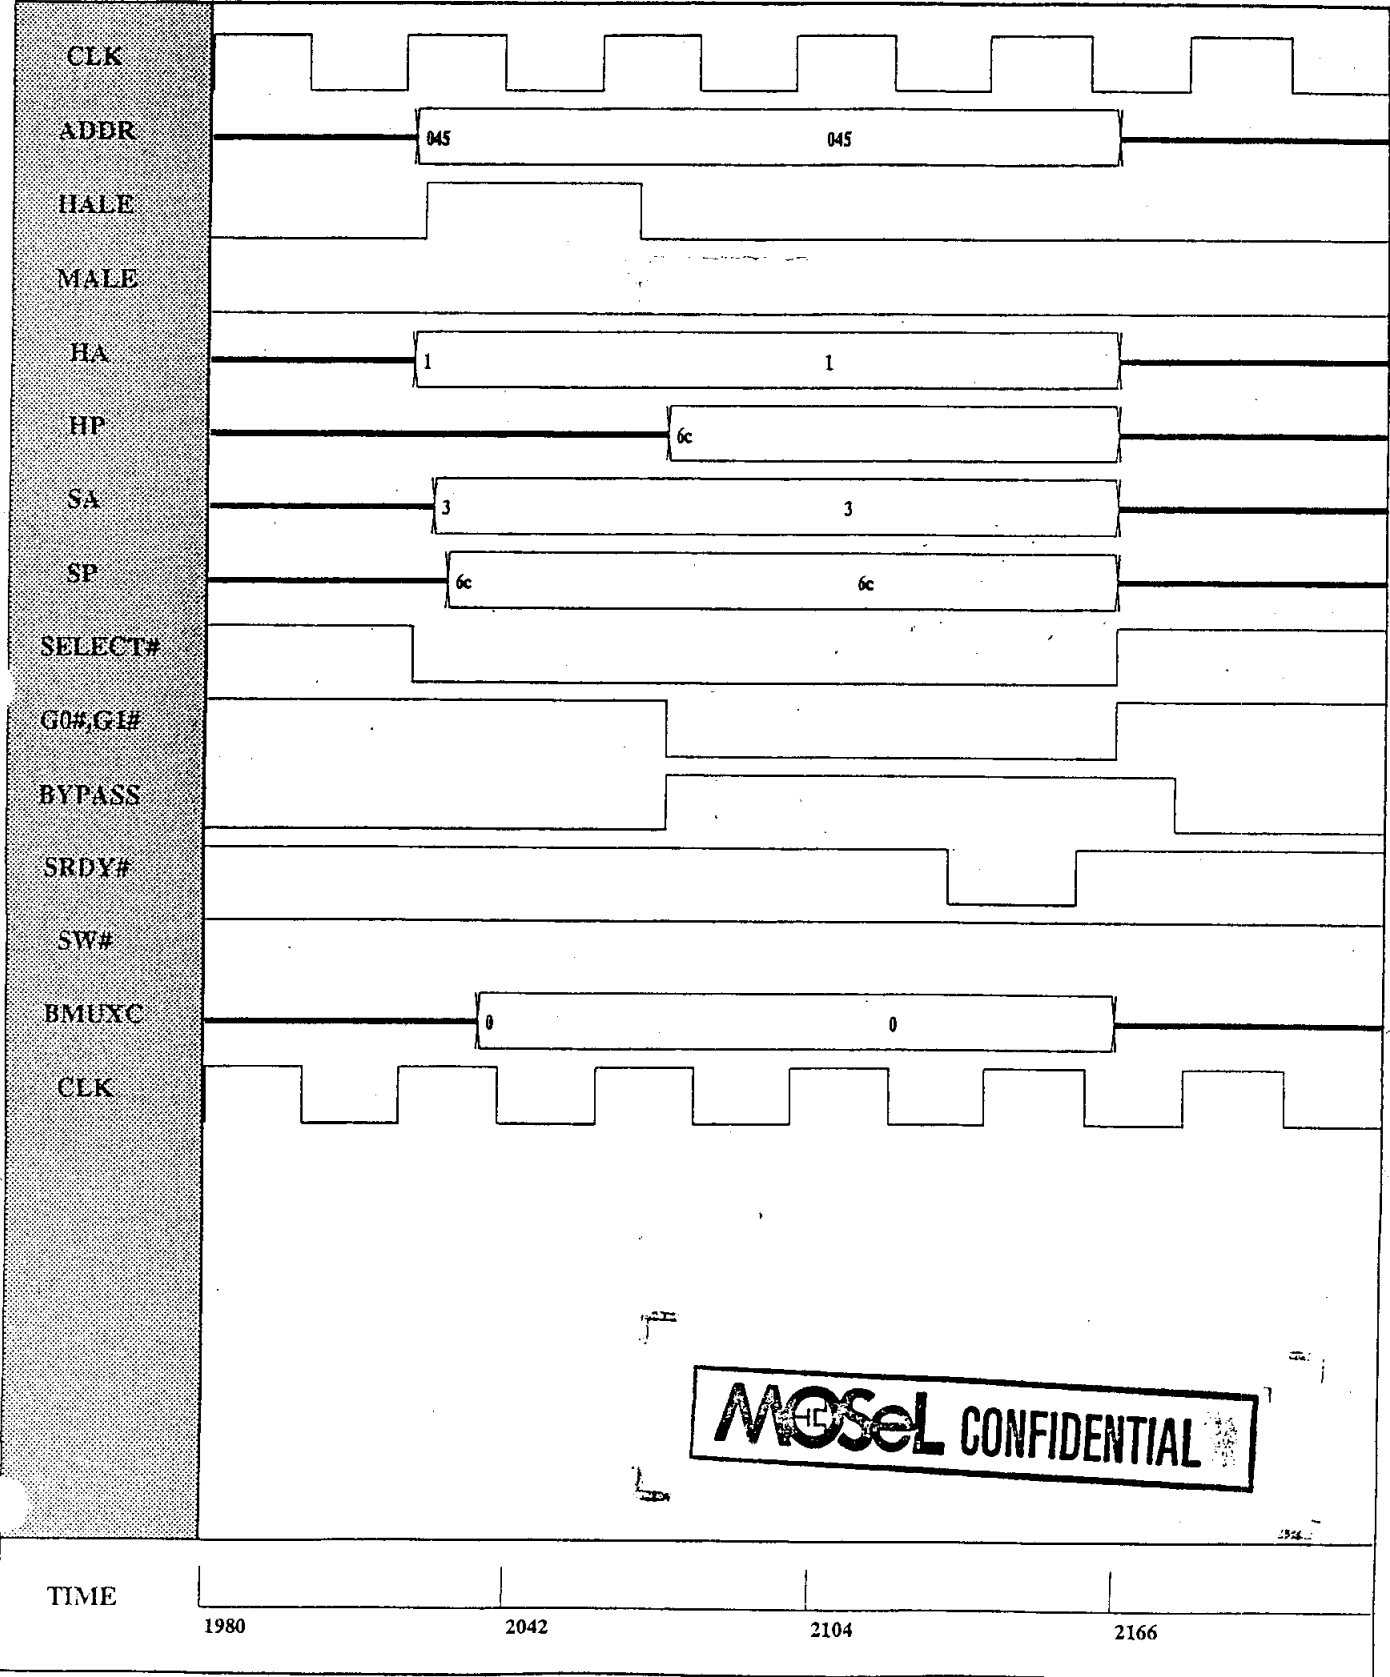 CLK
ADDR 045 045
HALE
MALE
HA 1 1
HP 6c
SA 3 3
SP 6c 6c
SELECT#
G0#,G1#
BYPASS
SRDY#
SW#
BMUXC 0 0
CLK
MOSeL CONFIDENTIAL
TIME
1980 2042 2104 2166